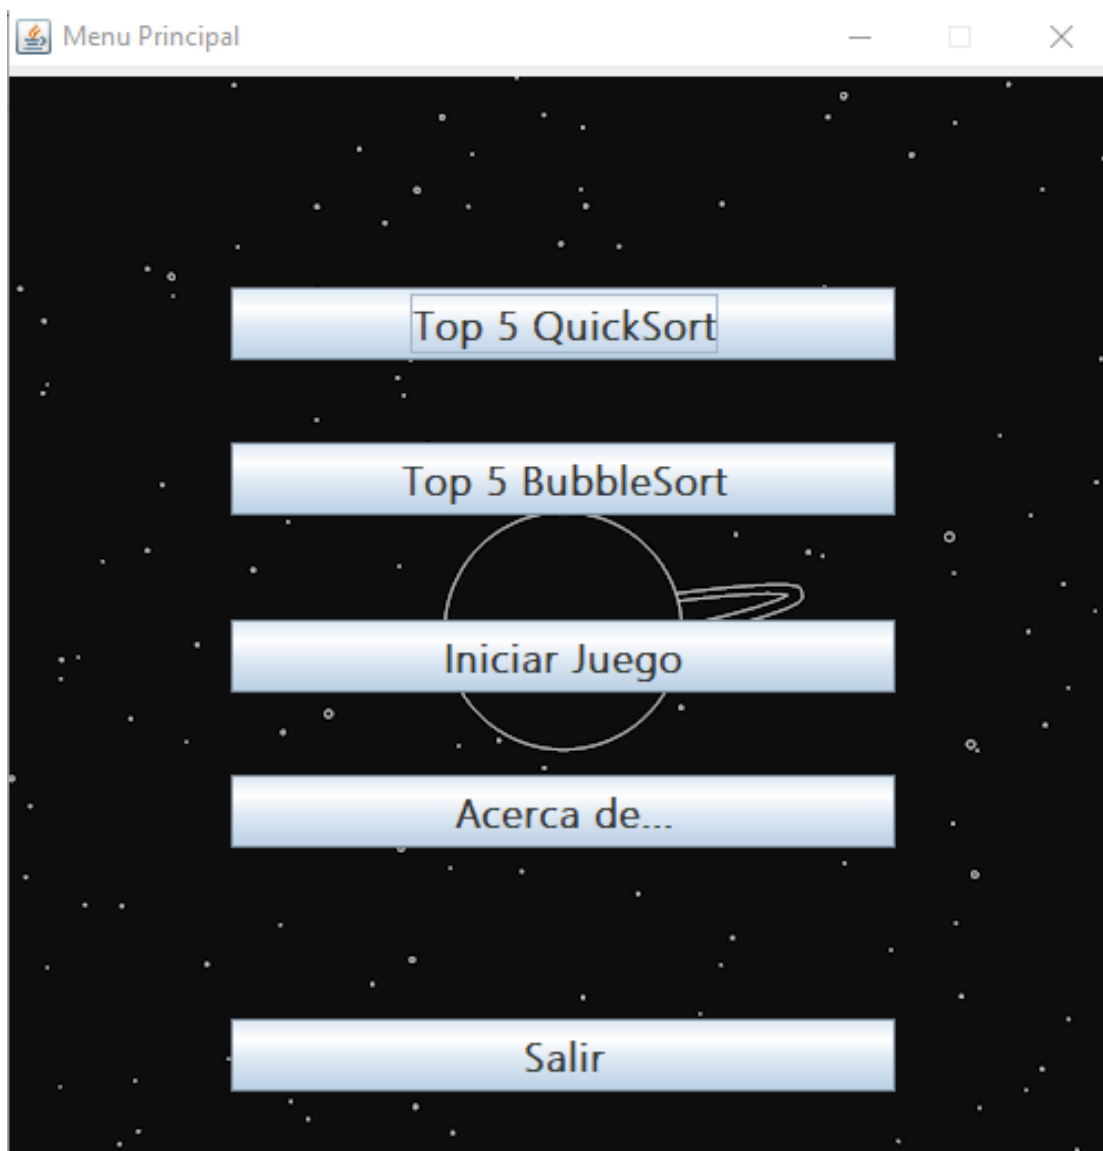 Menu Principal
Top 5 QuickSort
Top 5 BubbleSort
Iniciar Juego
Acerca de...
Salir